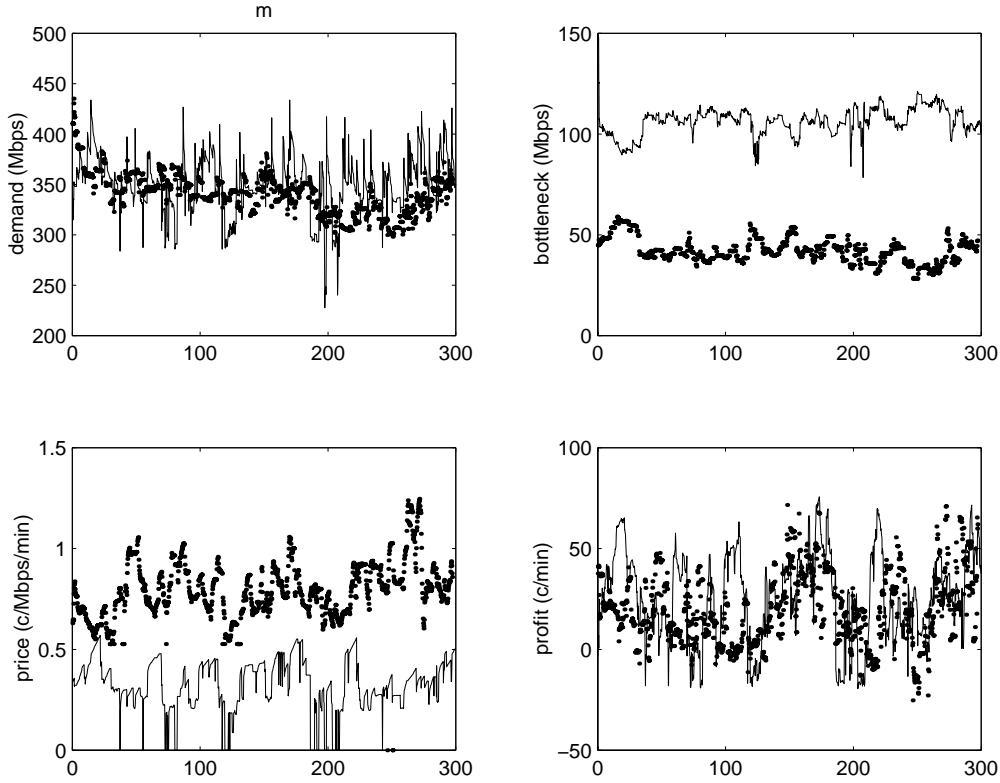 m
500
450
400
350
300
250
200
demand (Mbps)
0 100 200 300
150
100
50
0
bottleneck (Mbps)
0 100 200 300
1.5
1
0.5
0
price (c/Mbps/min)
0 100 200 300
100
50
0
−50
profit (c/min)
0 100 200 300